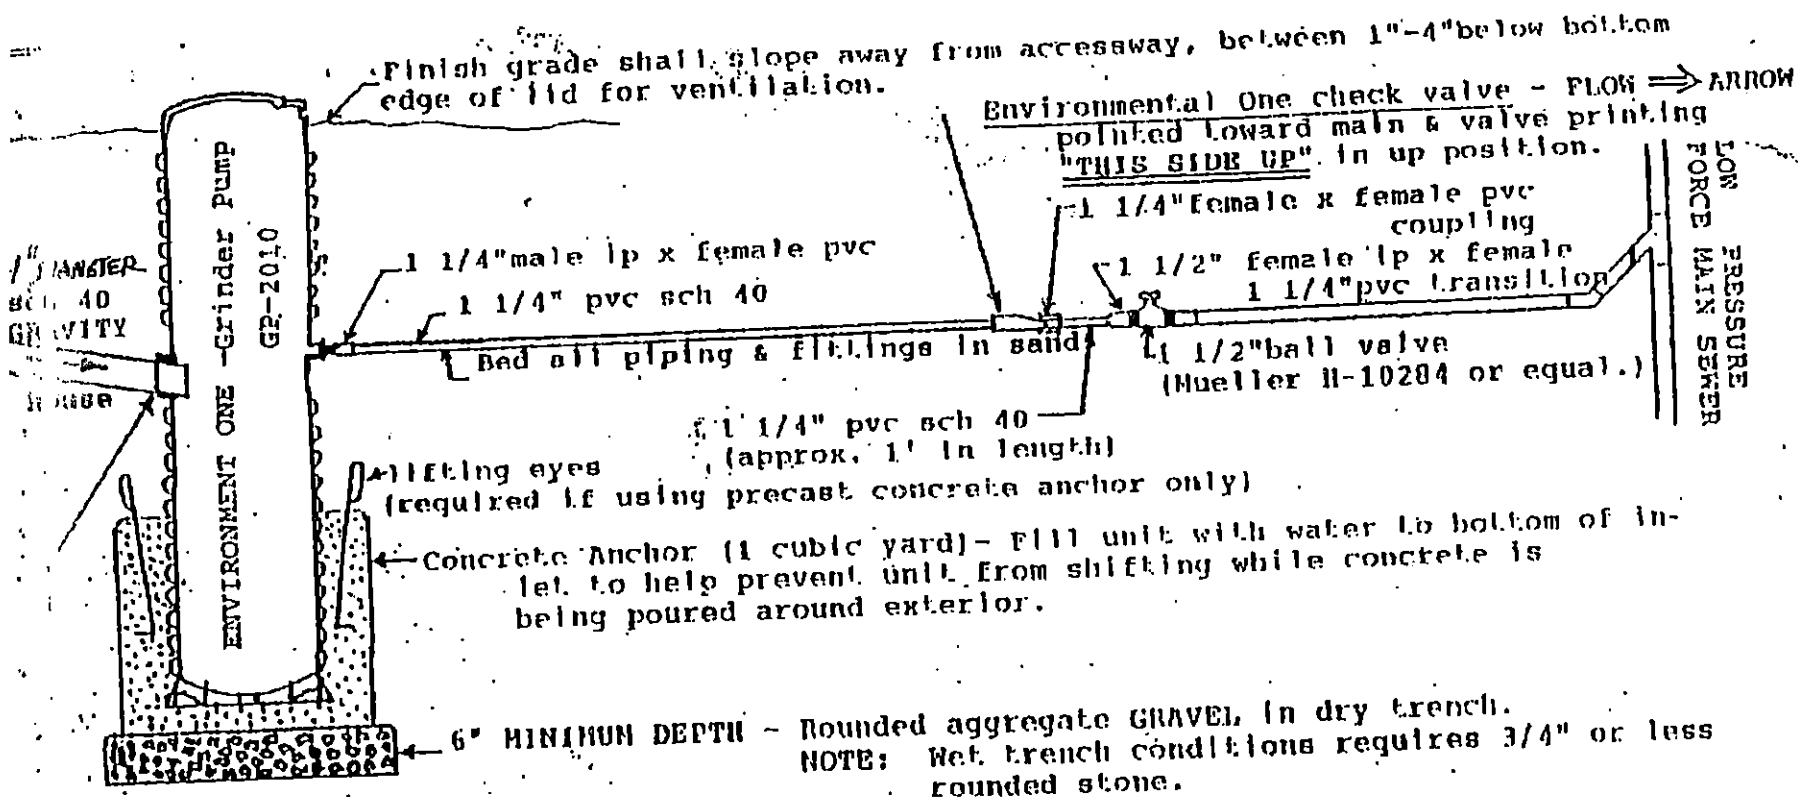 Finish grade shall slope away from accessway, between 1"-4"below bottom
edge of lid for ventilation.
Environmental One check valve - FLOW ⇒ ARROW
pointed toward main & valve printing
"THIS SIDE UP" in up position.
1 1/4"female x female pvc
coupling
1 1/2" female ip x female
1 1/4"pvc transition
LOW PRESSURE
FORCE MAIN SEWER
ENVIRONMENT ONE -Grinder Pump
GP-2010
sch 40
GRAVITY
house
1 1/4"male ip x female pvc
1 1/4" pvc sch 40
Bed all piping & fittings in sand
1 1/2"ball valve
(Mueller H-10284 or equal.)
1 1/4" pvc sch 40
(approx. 1' in length)
lifting eyes
(required if using precast concrete anchor only)
Concrete Anchor (1 cubic yard)- Fill unit with water to bottom of in-
let to help prevent unit from shifting while concrete is
being poured around exterior.
6" MINIMUM DEPTH - Rounded aggregate GRAVEL in dry trench.
NOTE: Wet trench conditions requires 3/4" or less
rounded stone.